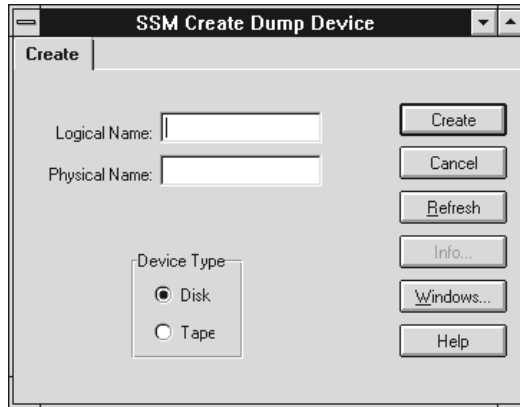 SSM Create Dump Device
Create
Logical Name:
Physical Name:
Device Type
Disk
Tape
Create
Cancel
Refresh
Info...
Windows...
Help